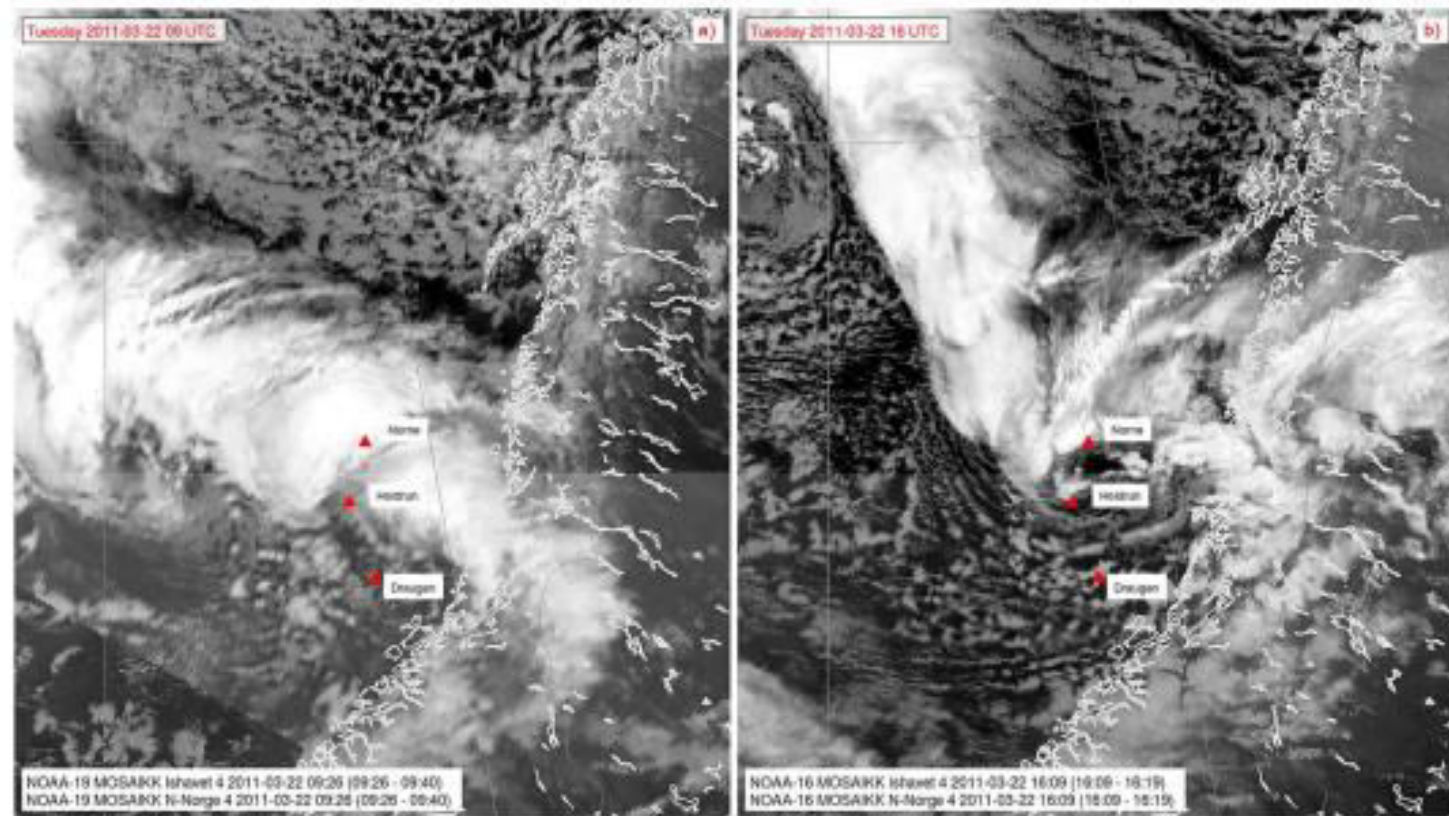 Tuesday 2011-03-22 09 UTC
a)
Norne
Heidrun
Draugen
NOAA-19 MOSAIKK Ishavet 4 2011-03-22 09:26 (09:26 - 09:40)
NOAA-19 MOSAIKK N-Norge 4 2011-03-22 09:26 (09:26 - 09:40)
Tuesday 2011-03-22 16 UTC
b)
Norne
Heidrun
Draugen
NOAA-16 MOSAIKK Ishavet 4 2011-03-22 16:09 (16:09 - 16:19)
NOAA-16 MOSAIKK N-Norge 4 2011-03-22 16:09 (16:09 - 16:19)